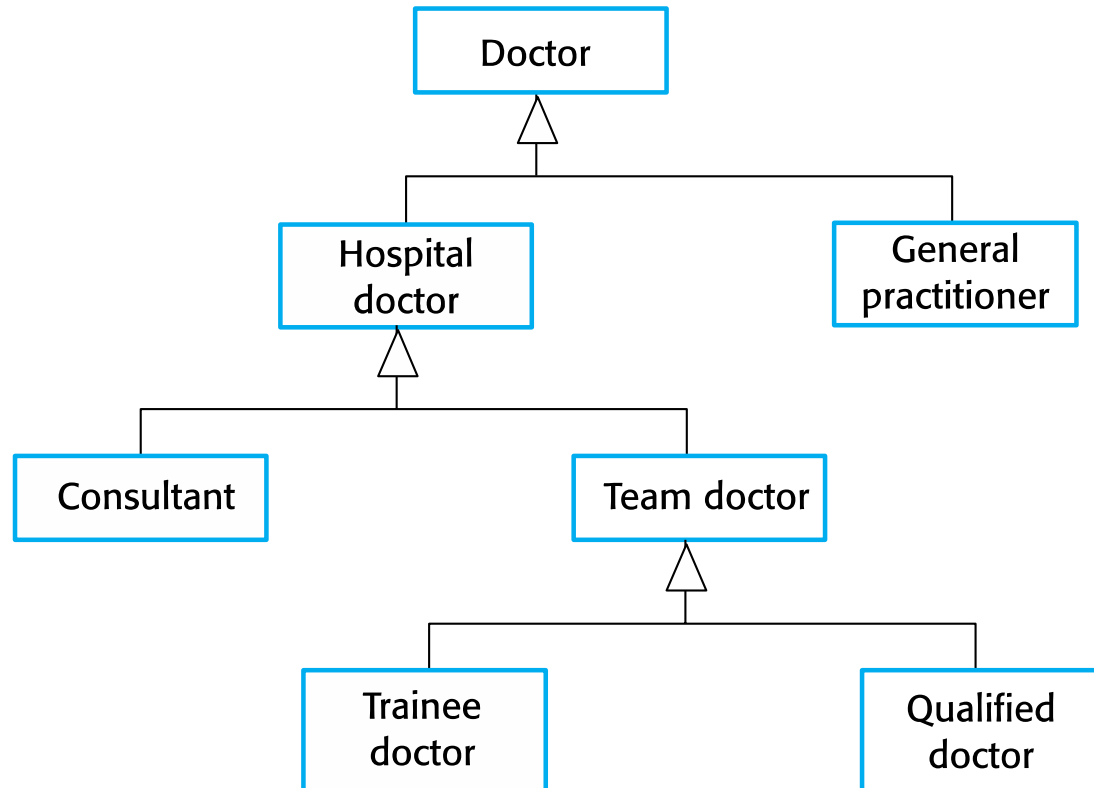 Doctor
Hospital
doctor
General
practitioner
Consultant
Team doctor
Trainee
doctor
Qualified
doctor